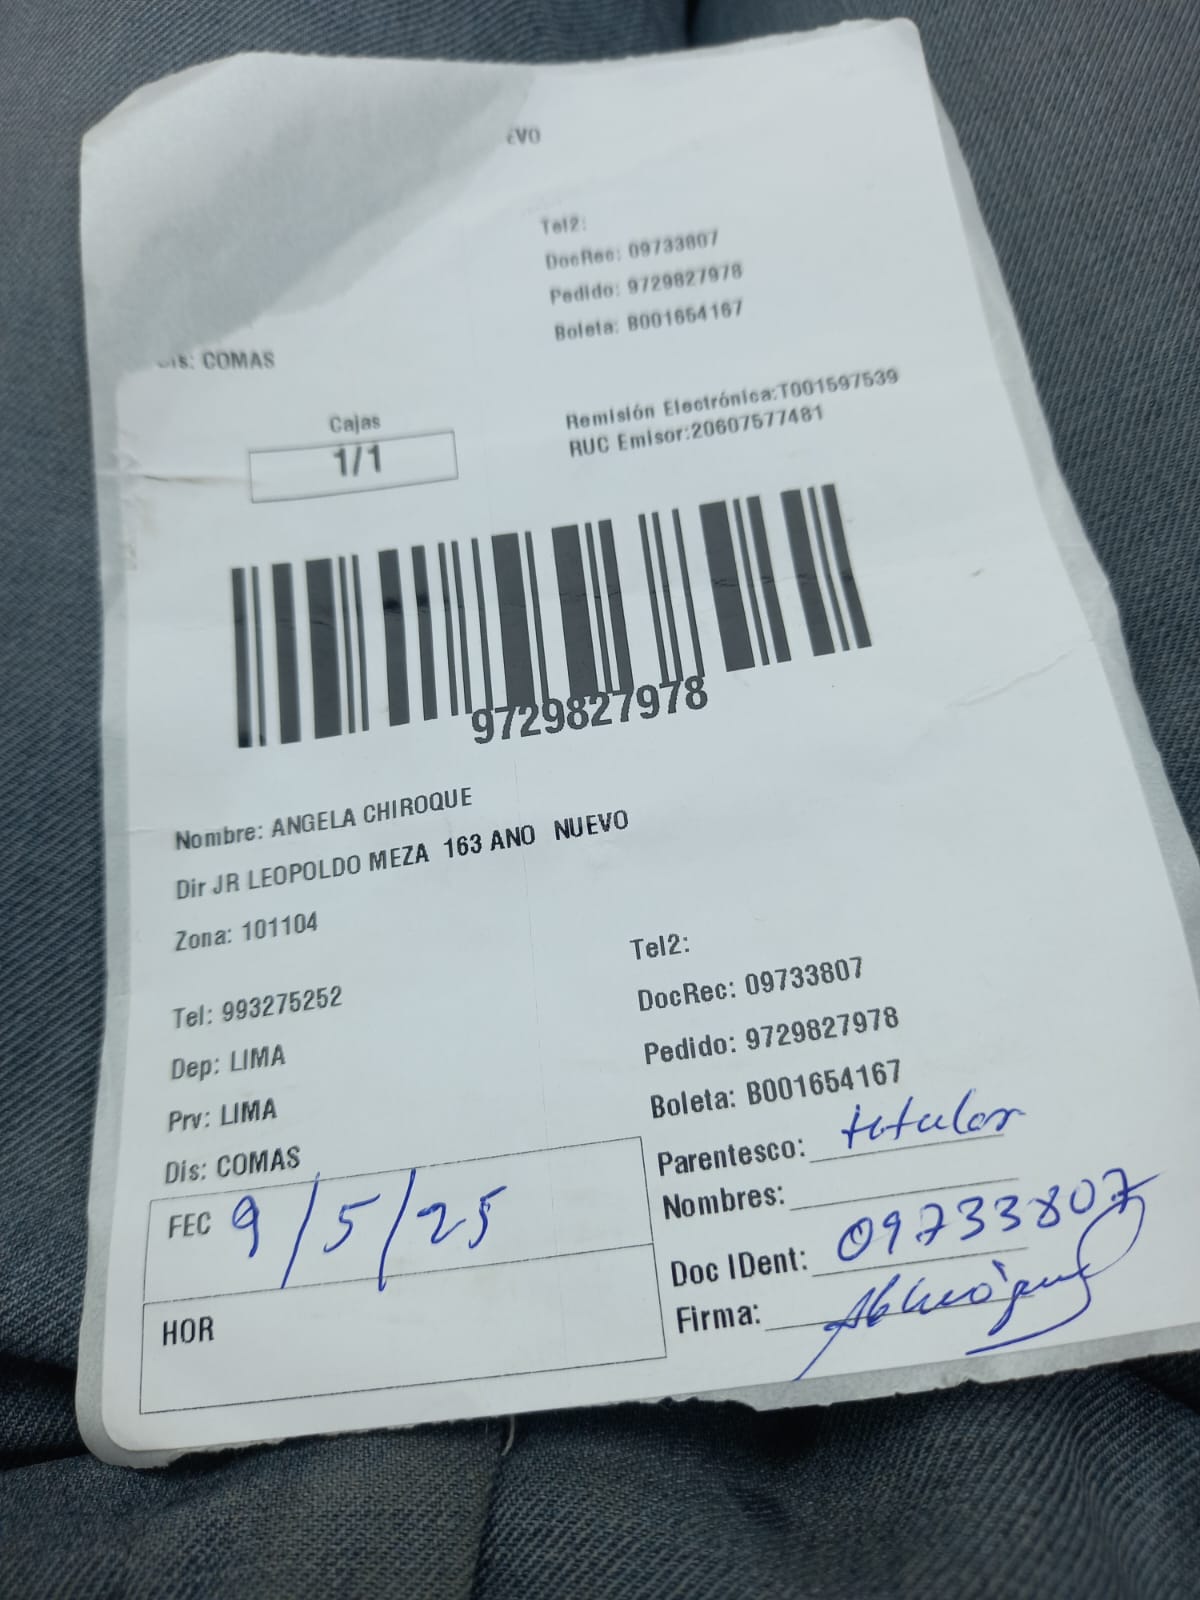 EVO
Tel2:
DocRec: 09733807
Pedido: 9729827978
Boleta: B001654167
Dis: COMAS
Cajas
1/1
Remisión Electrónica:T001597539
RUC Emisor:20607577481
9729827978
Nombre: ANGELA CHIROQUE
Dir JR LEOPOLDO MEZA 163 ANO NUEVO
Zona: 101104
Tel: 993275252
Dep: LIMA
Prv: LIMA
Dis: COMAS
Tel2:
DocRec: 09733807
Pedido: 9729827978
Boleta: B001654167
Parentesco: titular
Nombres:
Doc IDent: 09733807
Firma:
FEC 9/5/25
HOR